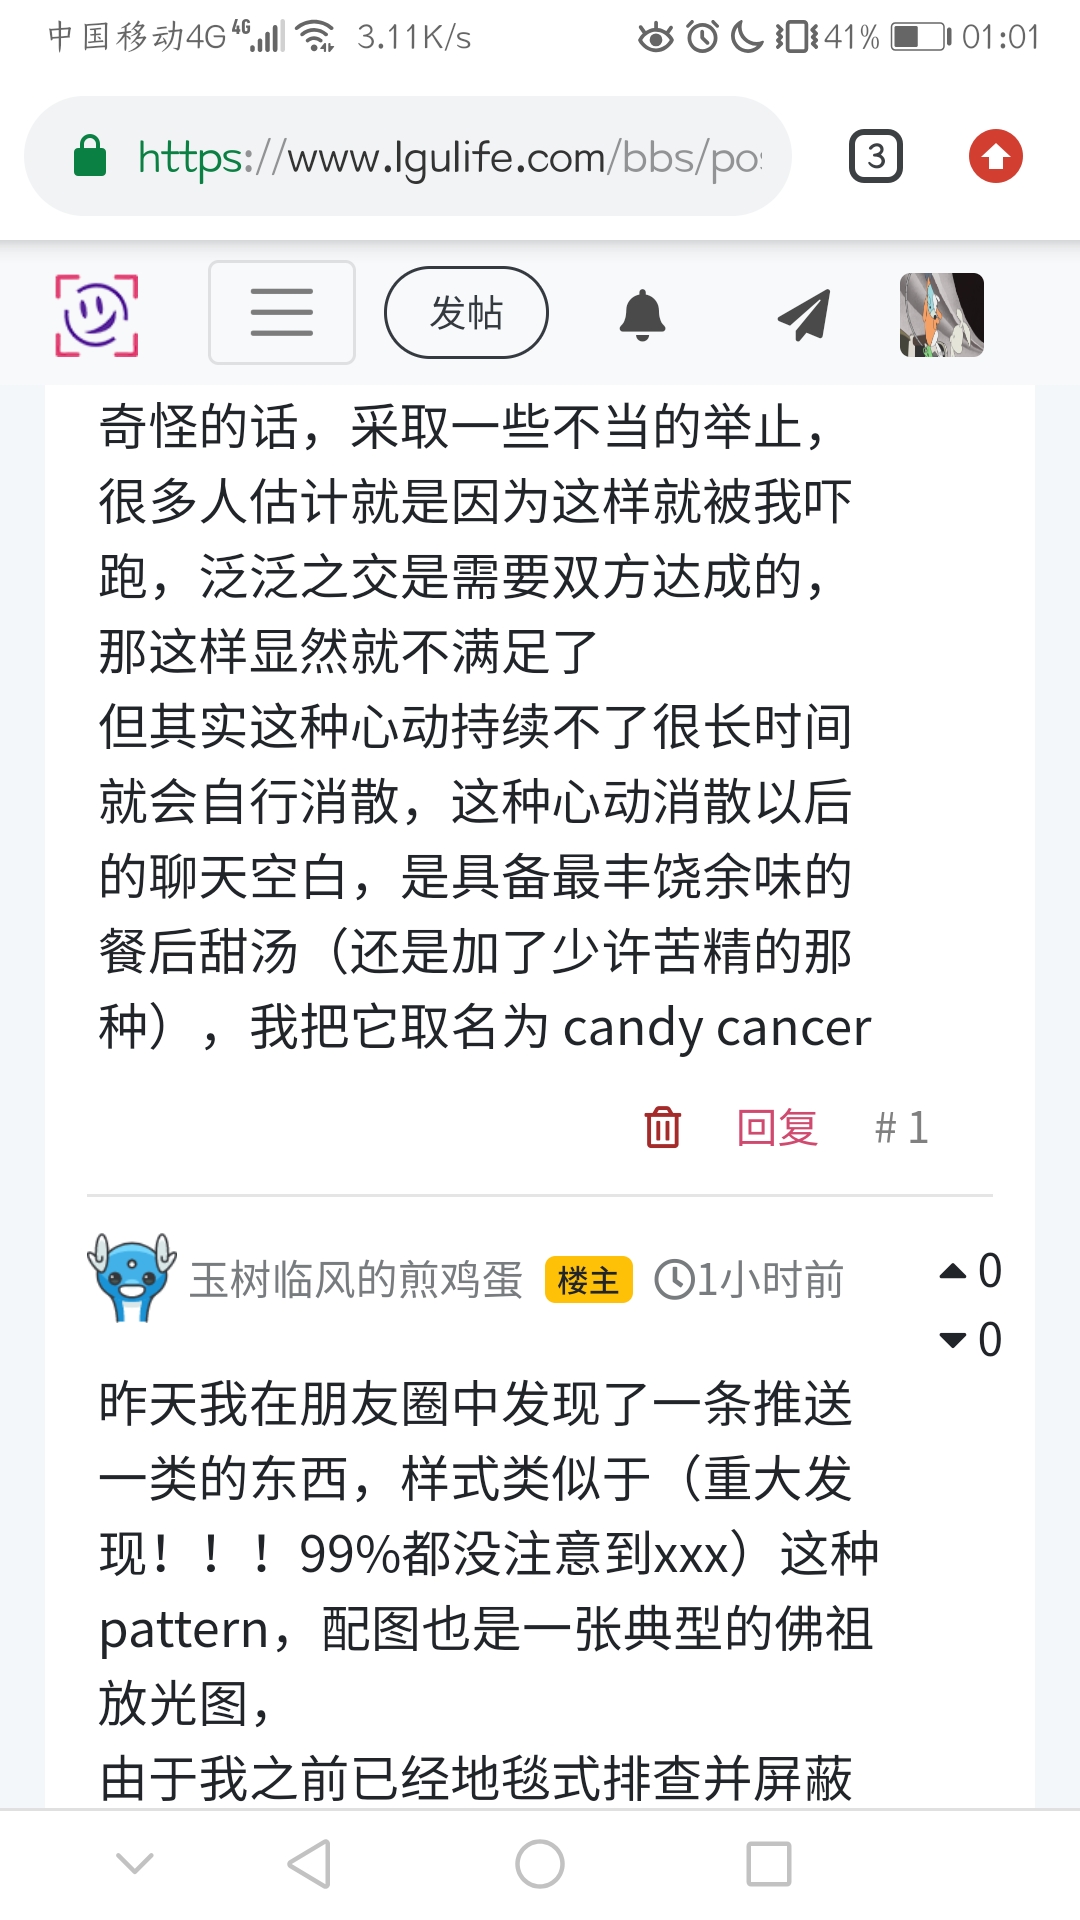 中国移动4G 4G 3.11K/s 41% 01:01
https://www.lgulife.com/bbs/pos
3
发帖
奇怪的话，采取一些不当的举止，
很多人估计就是因为这样就被我吓
跑，泛泛之交是需要双方达成的，
那这样显然就不满足了
但其实这种心动持续不了很长时间
就会自行消散，这种心动消散以后
的聊天空白，是具备最丰饶余味的
餐后甜汤（还是加了少许苦精的那
种），我把它取名为 candy cancer
回复 # 1
玉树临风的煎鸡蛋 楼主 1小时前 0
0
昨天我在朋友圈中发现了一条推送
一类的东西，样式类似于（重大发
现！！！99%都没注意到xxx）这种
pattern，配图也是一张典型的佛祖
放光图，
由于我之前已经地毯式排查并屏蔽